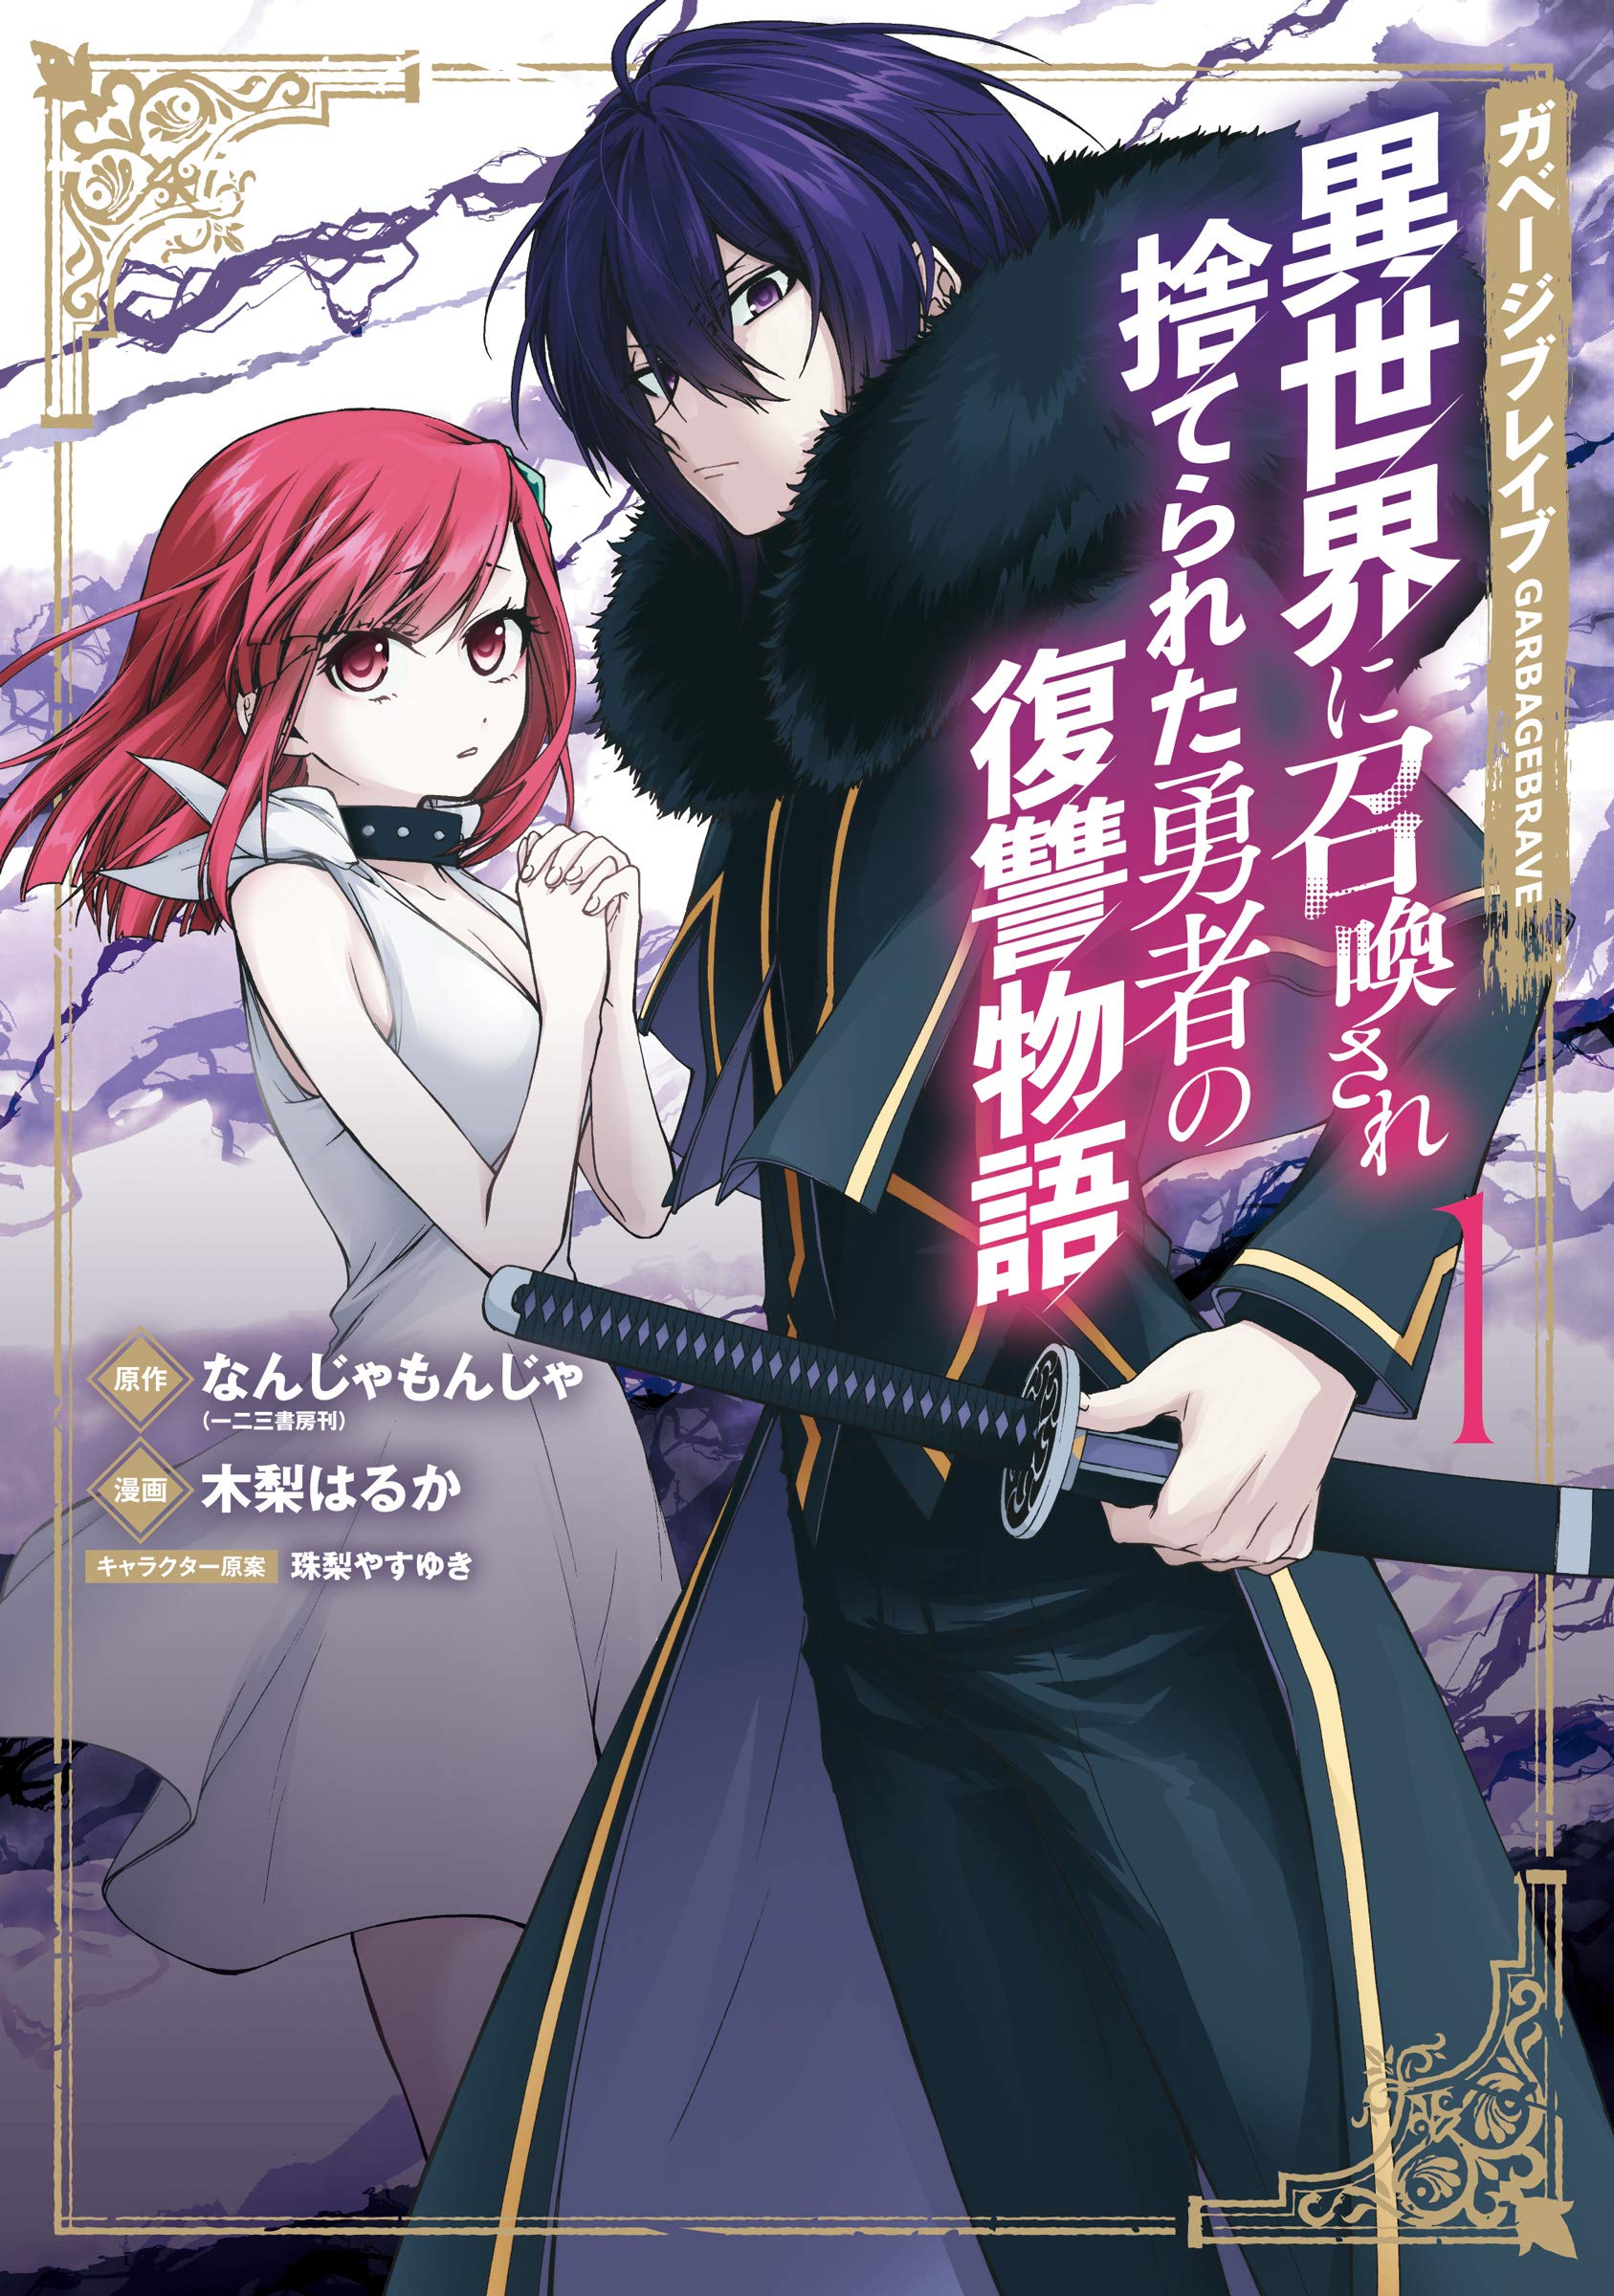 ガベージブレイブ GARBAGEBRAVE
異世界に召喚され
捨てられた勇者の
復讐物語
1
原作 なんじゃもんじゃ
(一二三書房刊)
漫画 木梨はるか
キャラクター原案 珠梨やすゆき